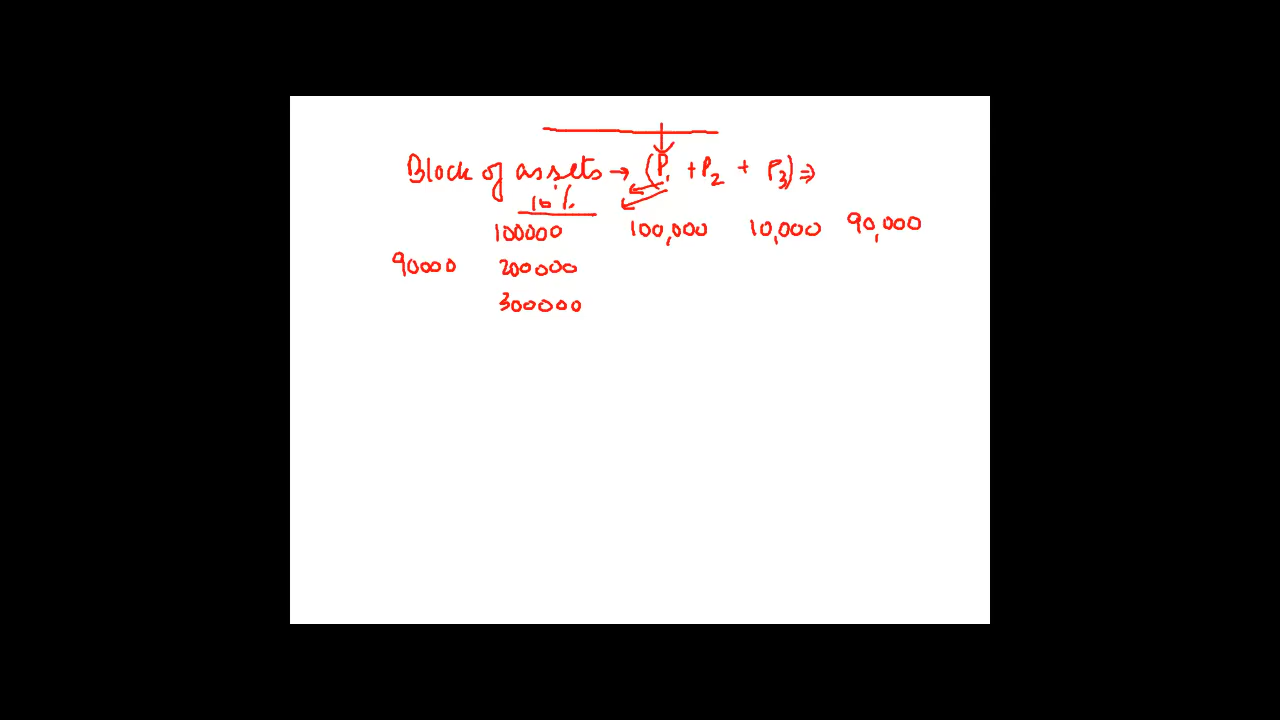 Block of assets → (P₁ + P₂ + P₃) ⇒
10%
100000 100,000 10,000 90,000
90000 200000
300000